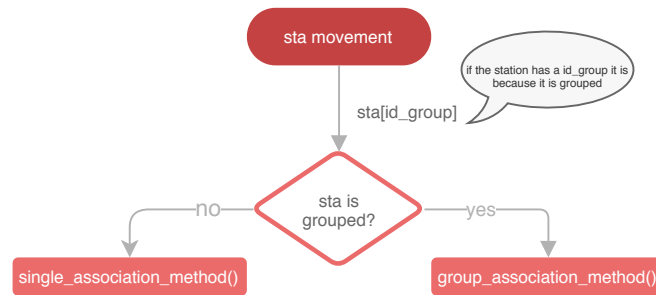 sta movement
if the station has a id_group it is
because it is grouped
sta[id_group]
sta is
grouped?
no
yes
single_association_method()
group_association_method()